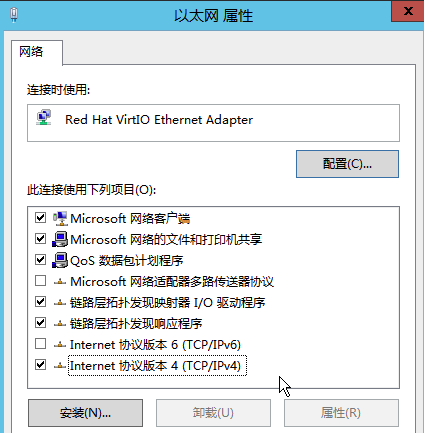 以太网 属性
网络
连接时使用:
Red Hat VirtIO Ethernet Adapter
配置(C)...
此连接使用下列项目(O):
Microsoft 网络客户端
Microsoft 网络的文件和打印机共享
QoS 数据包计划程序
Microsoft 网络适配器多路传送器协议
链路层拓扑发现映射器 I/O 驱动程序
链路层拓扑发现响应程序
Internet 协议版本 6 (TCP/IPv6)
Internet 协议版本 4 (TCP/IPv4)
安装(N)...
卸载(U)
属性(R)